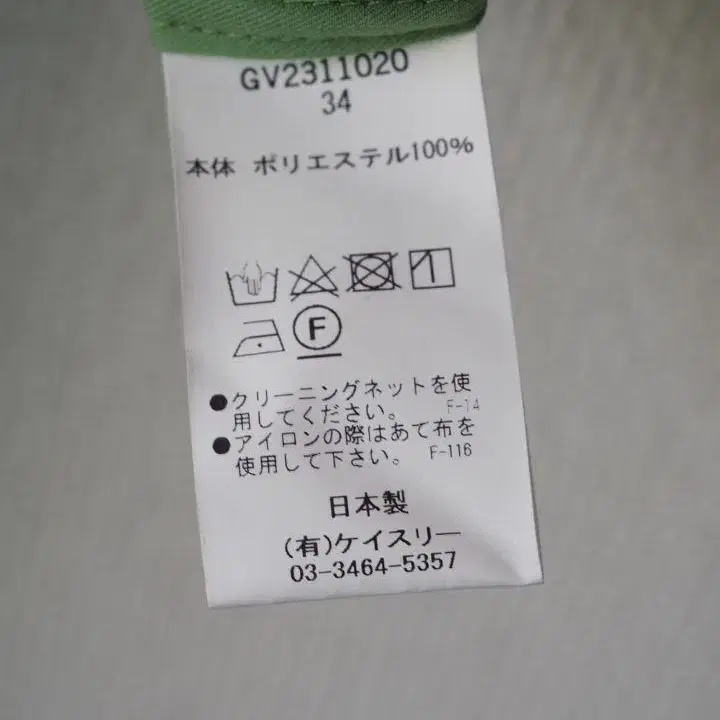 GV2311020
34
本体 ポリエステル100%
F
●クリーニングネットを使
用してください。 F-14
●アイロンの際はあて布を
使用して下さい。 F-116
日本製
(有)ケイスリー
03-3464-5357